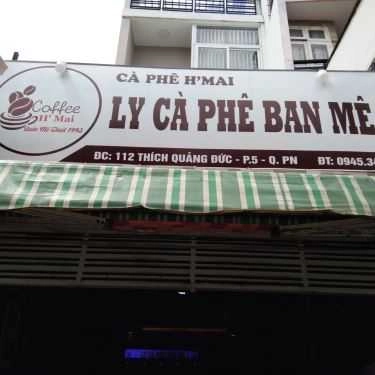 CÀ PHÊ H'MAI
Coffee
H' Mai
LY CÀ PHÊ BAN MÊ
ĐC: 112 THÍCH QUẢNG ĐỨC - P.5 - Q. PN ĐT: 0945.34